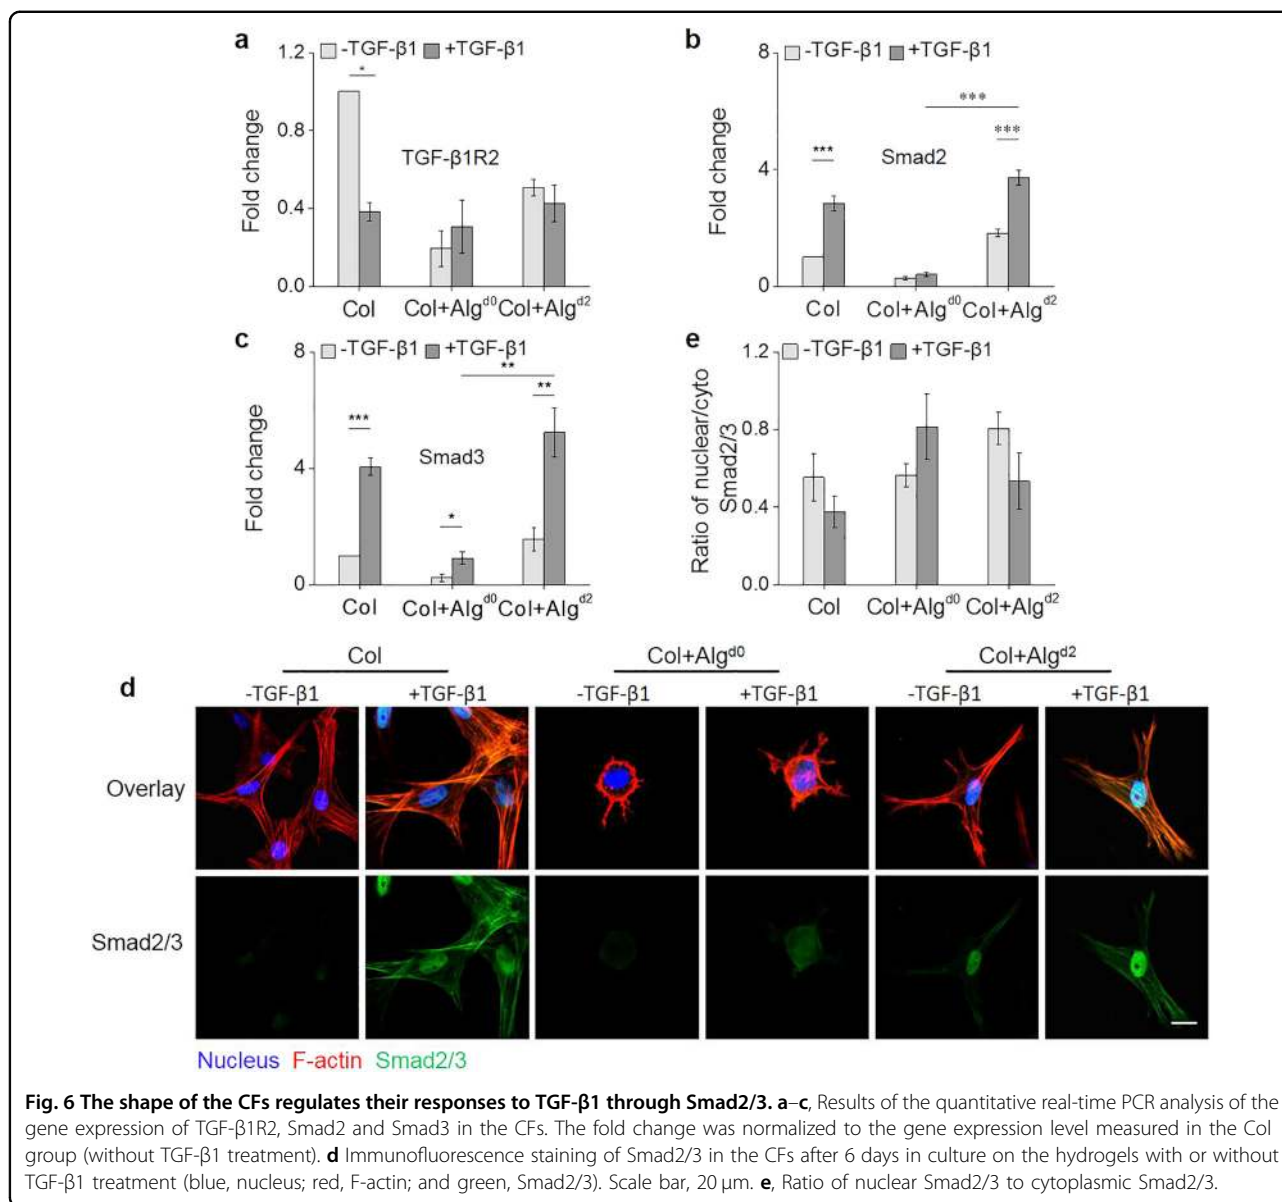 a
1.2
-TGF-β1 +TGF-β1
*
0.8
TGF-β1R2
0.4
0.0
Fold change
Col Col+Alg^d0 Col+Alg^d2
b
8
-TGF-β1 +TGF-β1
***
***
***
Smad2
4
0
Fold change
Col Col+Alg^d0 Col+Alg^d2
c
8
-TGF-β1 +TGF-β1
**
**
***
Smad3
4
*
0
Fold change
Col Col+Alg^d0 Col+Alg^d2
e
1.2
-TGF-β1 +TGF-β1
0.8
0.4
0.0
Ratio of nuclear/cyto
Smad2/3
Col Col+Alg^d0 Col+Alg^d2
Col Col+Alg^d0 Col+Alg^d2
d
-TGF-β1 +TGF-β1 -TGF-β1 +TGF-β1 -TGF-β1 +TGF-β1
Overlay
Smad2/3
Nucleus F-actin Smad2/3
Fig. 6 The shape of the CFs regulates their responses to TGF-β1 through Smad2/3. a–c, Results of the quantitative real-time PCR analysis of the
gene expression of TGF-β1R2, Smad2 and Smad3 in the CFs. The fold change was normalized to the gene expression level measured in the Col
group (without TGF-β1 treatment). d Immunofluorescence staining of Smad2/3 in the CFs after 6 days in culture on the hydrogels with or without
TGF-β1 treatment (blue, nucleus; red, F-actin; and green, Smad2/3). Scale bar, 20 μm. e, Ratio of nuclear Smad2/3 to cytoplasmic Smad2/3.